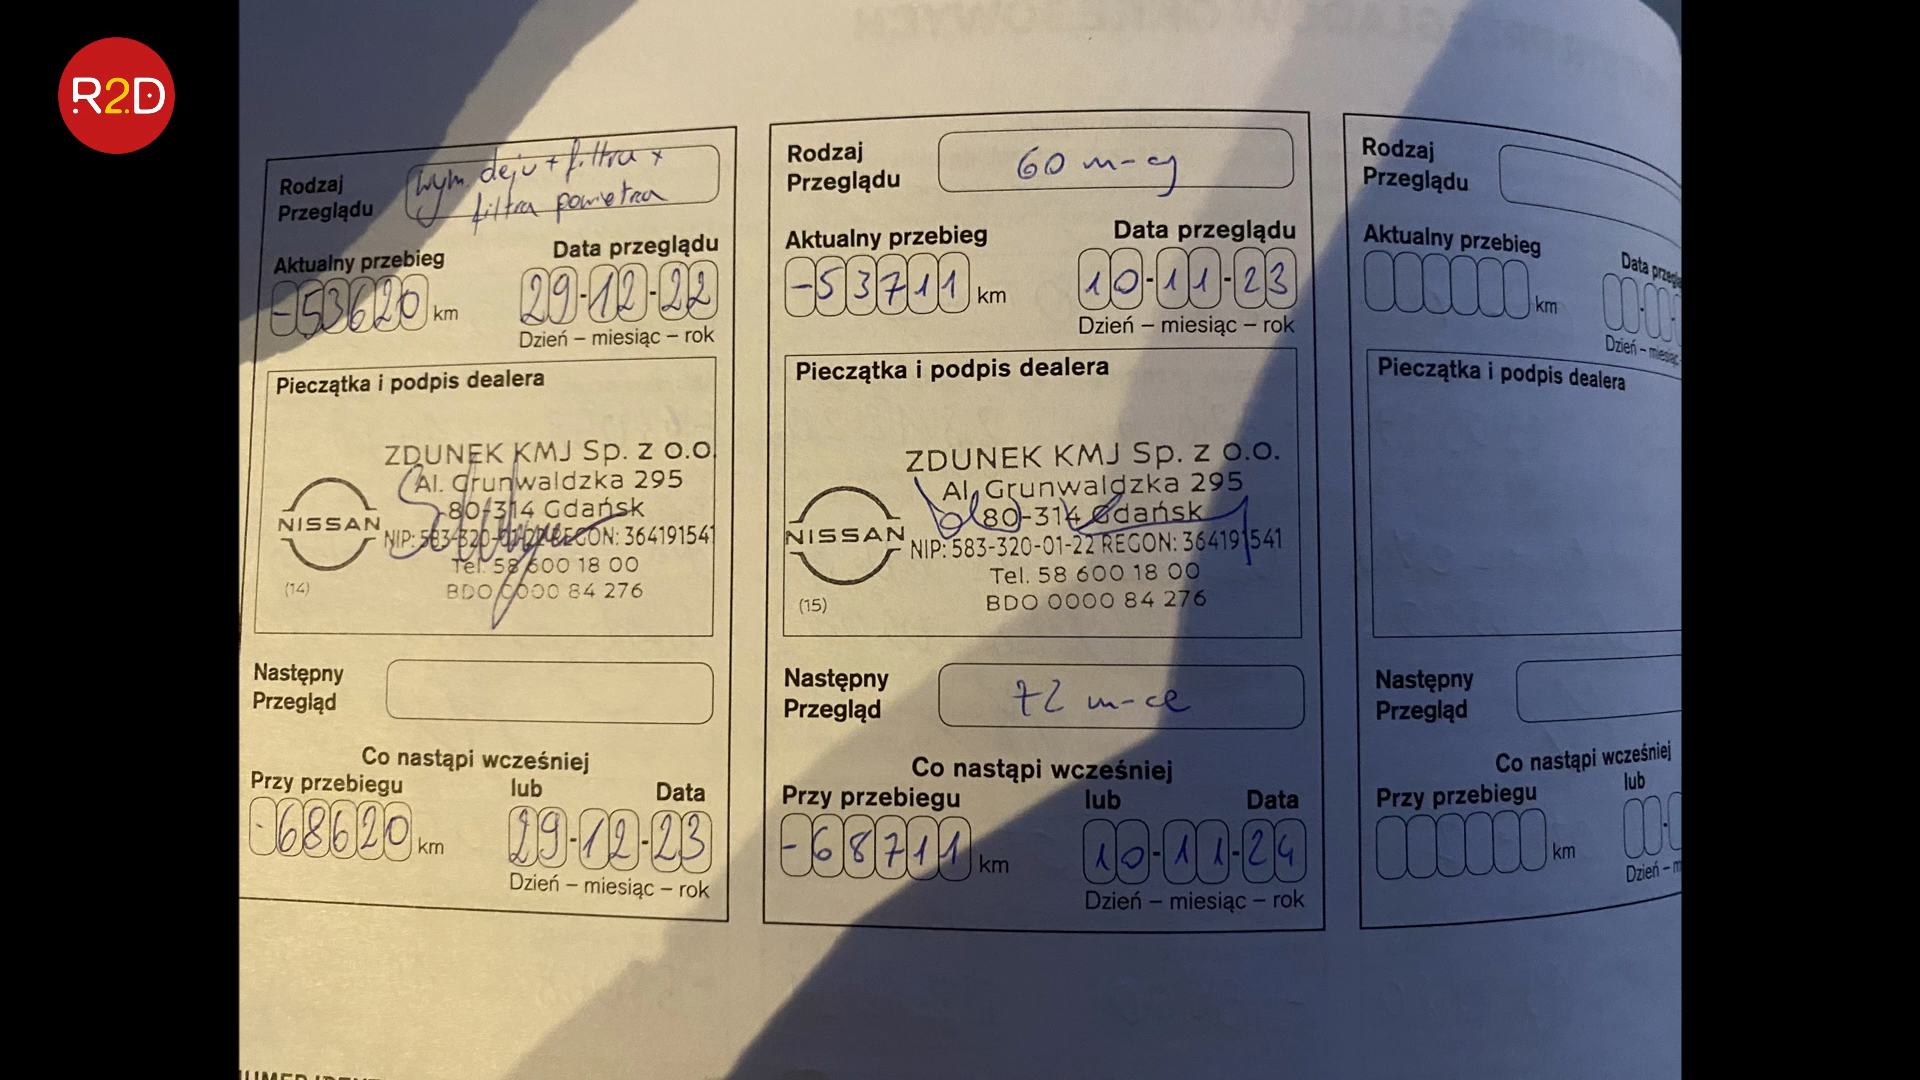 R2D
Rodzaj
Przeglądu
wym. oleju + filtra +
filtra powietrza
Aktualny przebieg
Data przeglądu
-53620 km
29-12-22
Dzień – miesiąc – rok
Pieczątka i podpis dealera
ZDUNEK KMJ Sp. z o.o.
Al. Grunwaldzka 295
80-314 Gdańsk
NISSAN
NIP: 583-320-01-22 REGON: 364191541
Tel. 58 600 18 00
BDO 0000 84 276
(14)
Następny
Przegląd
Co nastąpi wcześniej
Przy przebiegu lub Data
-68620 km
29-12-23
Dzień – miesiąc – rok
Rodzaj
Przeglądu
60 m-cy
Aktualny przebieg
Data przeglądu
-53711 km
10-11-23
Dzień – miesiąc – rok
Pieczątka i podpis dealera
ZDUNEK KMJ Sp. z o.o.
Al. Grunwaldzka 295
80-314 Gdańsk
NISSAN
NIP: 583-320-01-22 REGON: 364191541
Tel. 58 600 18 00
BDO 0000 84 276
(15)
Następny
Przegląd
72 m-ce
Co nastąpi wcześniej
Przy przebiegu lub Data
-68711 km
10-11-24
Dzień – miesiąc – rok
Rodzaj
Przeglądu
Aktualny przebieg
Data
km
Dzień –
Pieczątka i podpis dealera
Następny
Przegląd
Co nastąpi wcześniej
Przy przebiegu lub
km
Dzień –